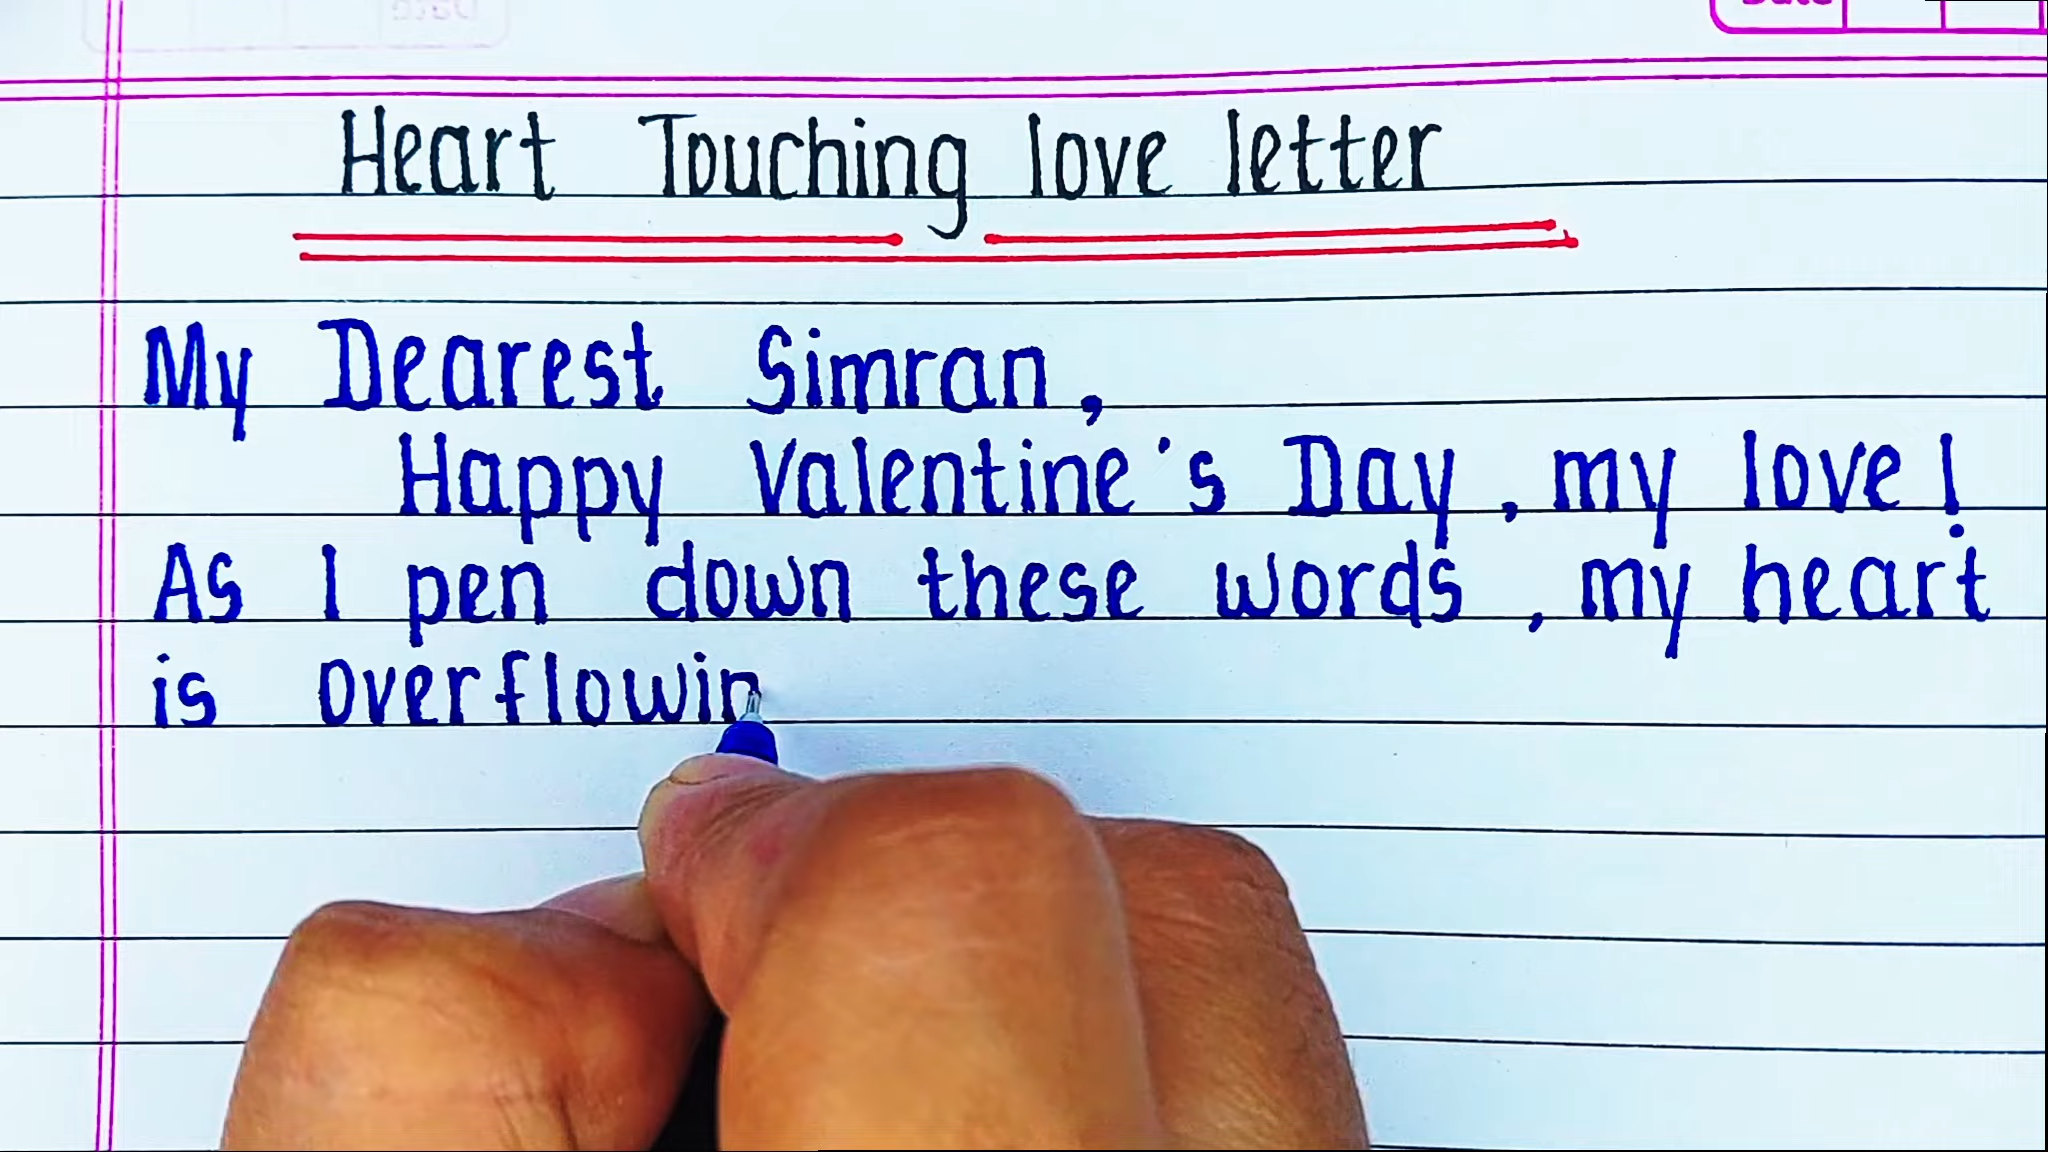 Date
Heart Touching love letter
My Dearest Simran,
Happy Valentine's Day, my love!
As I pen down these words, my heart
is overflowin